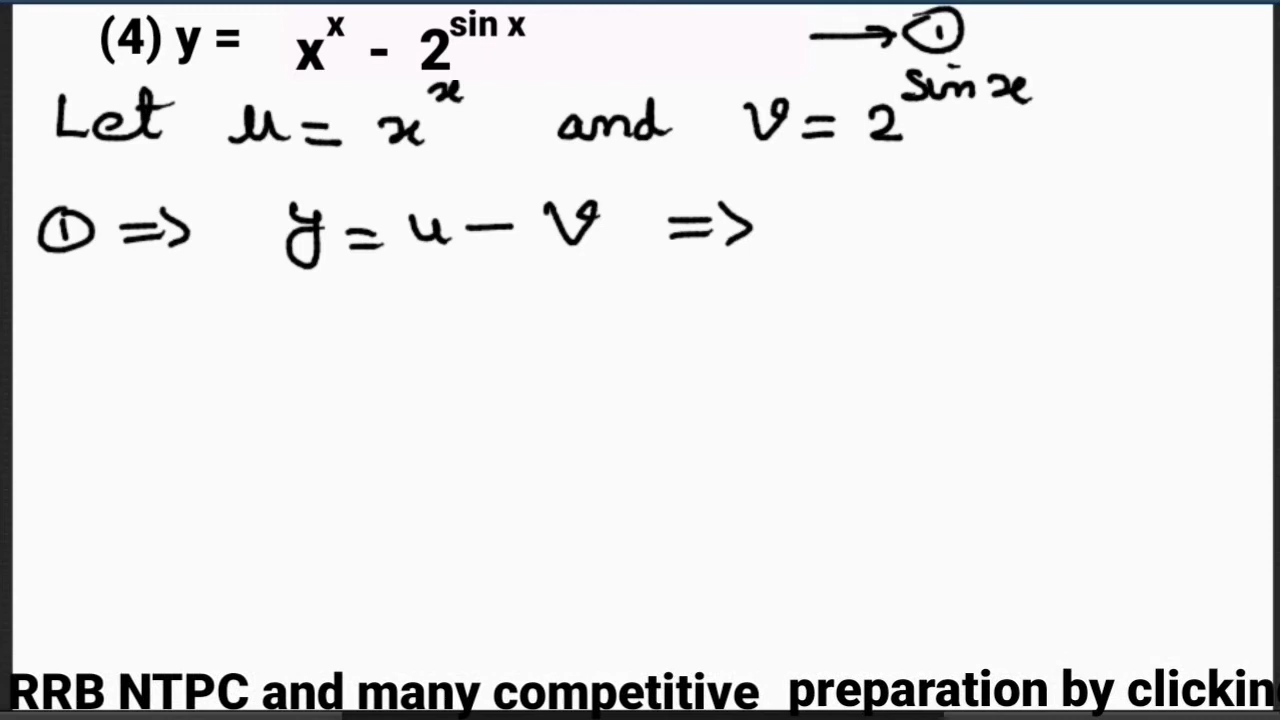 (4) y = x^x - 2^sin x → ①
Let u = x^x and v = 2^sin x
① => y = u - v =>
RRB NTPC and many competitive preparation by clickin